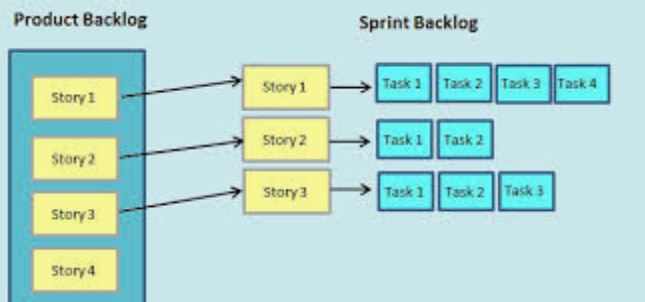 Product Backlog
Sprint Backlog
Story 1
Story 1
Task 1
Task 2
Task 3
Task 4
Story 2
Story 2
Task 1
Task 2
Story 3
Story 3
Task 1
Task 2
Task 3
Story 4